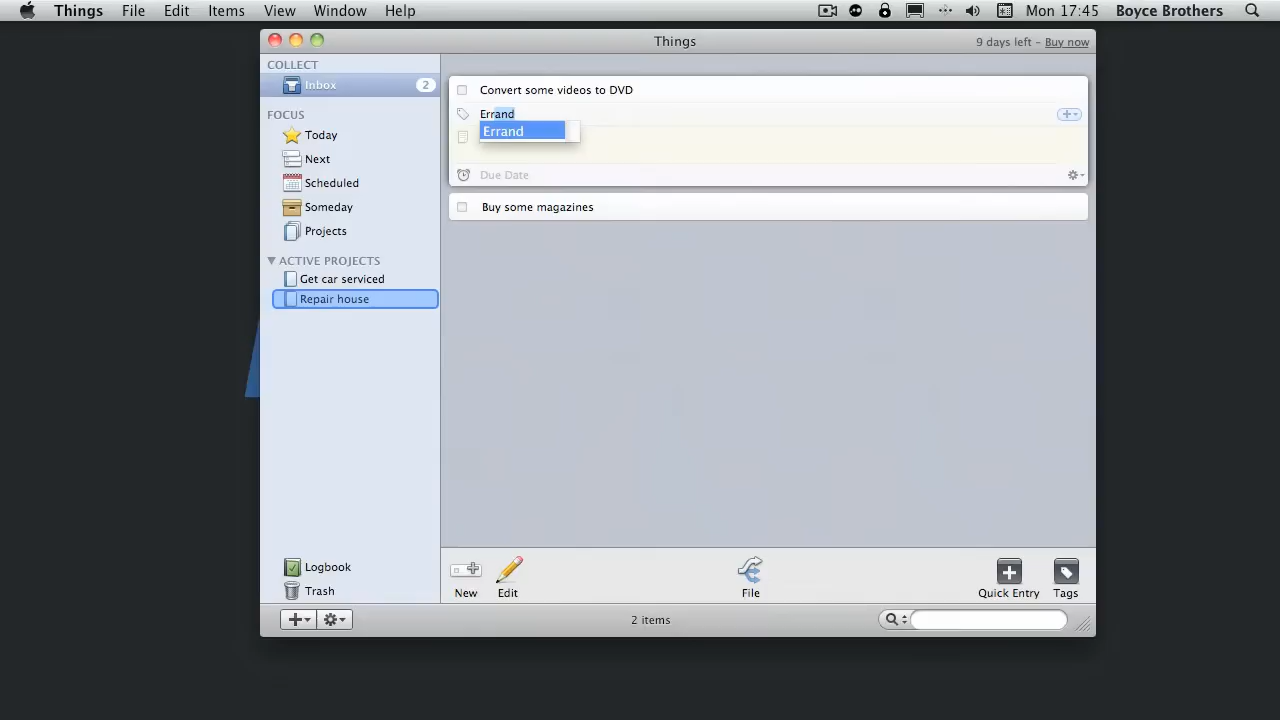 Things File Edit Items View Window Help Mon 17:45 Boyce Brothers
Things 9 days left – Buy now
COLLECT
Inbox 2
FOCUS
Today
Next
Scheduled
Someday
Projects
ACTIVE PROJECTS
Get car serviced
Repair house
Logbook
Trash
Convert some videos to DVD
Errand
Errand
Due Date
Buy some magazines
New Edit File Quick Entry Tags
2 items